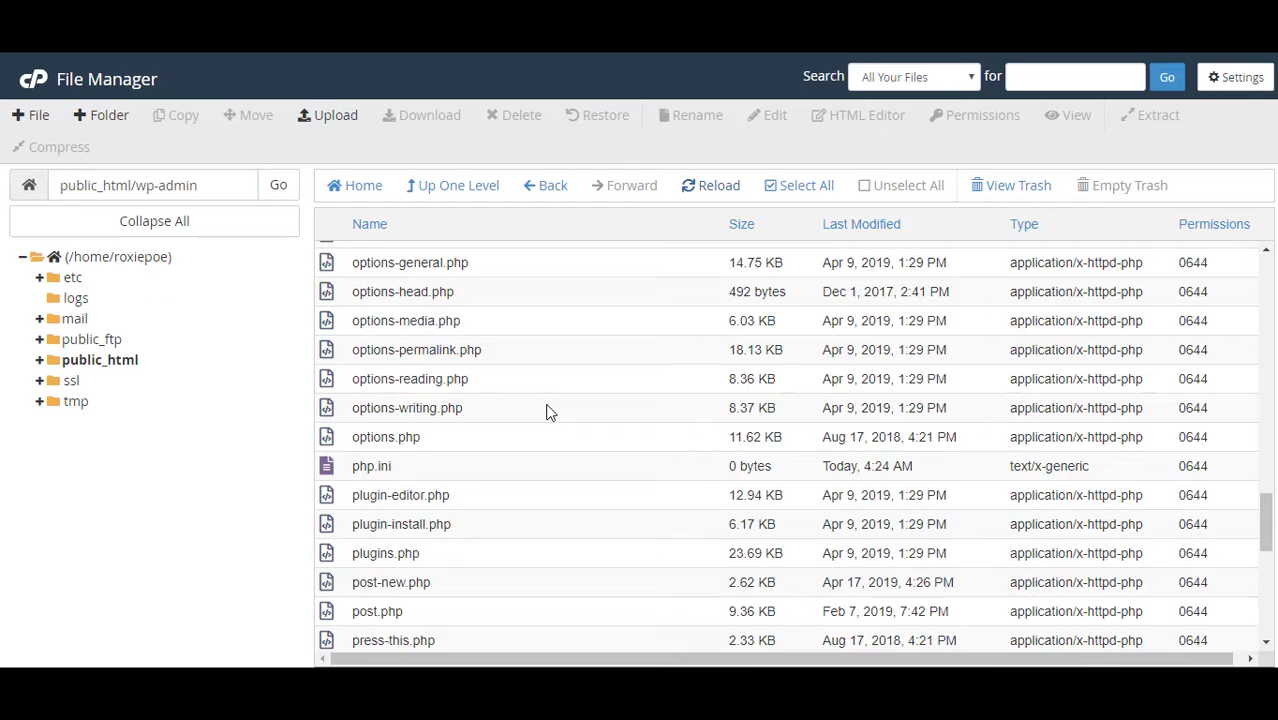 cP File Manager Search All Your Files for Go Settings
File Folder Copy Move Upload Download Delete Restore Rename Edit HTML Editor Permissions View Extract
Compress
public_html/wp-admin Go Home Up One Level Back Forward Reload Select All Unselect All View Trash Empty Trash
Collapse All
(/home/roxiepoe)
etc
logs
mail
public_ftp
public_html
ssl
tmp
Name Size Last Modified Type Permissions
options-general.php 14.75 KB Apr 9, 2019, 1:29 PM application/x-httpd-php 0644
options-head.php 492 bytes Dec 1, 2017, 2:41 PM application/x-httpd-php 0644
options-media.php 6.03 KB Apr 9, 2019, 1:29 PM application/x-httpd-php 0644
options-permalink.php 18.13 KB Apr 9, 2019, 1:29 PM application/x-httpd-php 0644
options-reading.php 8.36 KB Apr 9, 2019, 1:29 PM application/x-httpd-php 0644
options-writing.php 8.37 KB Apr 9, 2019, 1:29 PM application/x-httpd-php 0644
options.php 11.62 KB Aug 17, 2018, 4:21 PM application/x-httpd-php 0644
php.ini 0 bytes Today, 4:24 AM text/x-generic 0644
plugin-editor.php 12.94 KB Apr 9, 2019, 1:29 PM application/x-httpd-php 0644
plugin-install.php 6.17 KB Apr 9, 2019, 1:29 PM application/x-httpd-php 0644
plugins.php 23.69 KB Apr 9, 2019, 1:29 PM application/x-httpd-php 0644
post-new.php 2.62 KB Apr 17, 2019, 4:26 PM application/x-httpd-php 0644
post.php 9.36 KB Feb 7, 2019, 7:42 PM application/x-httpd-php 0644
press-this.php 2.33 KB Aug 17, 2018, 4:21 PM application/x-httpd-php 0644